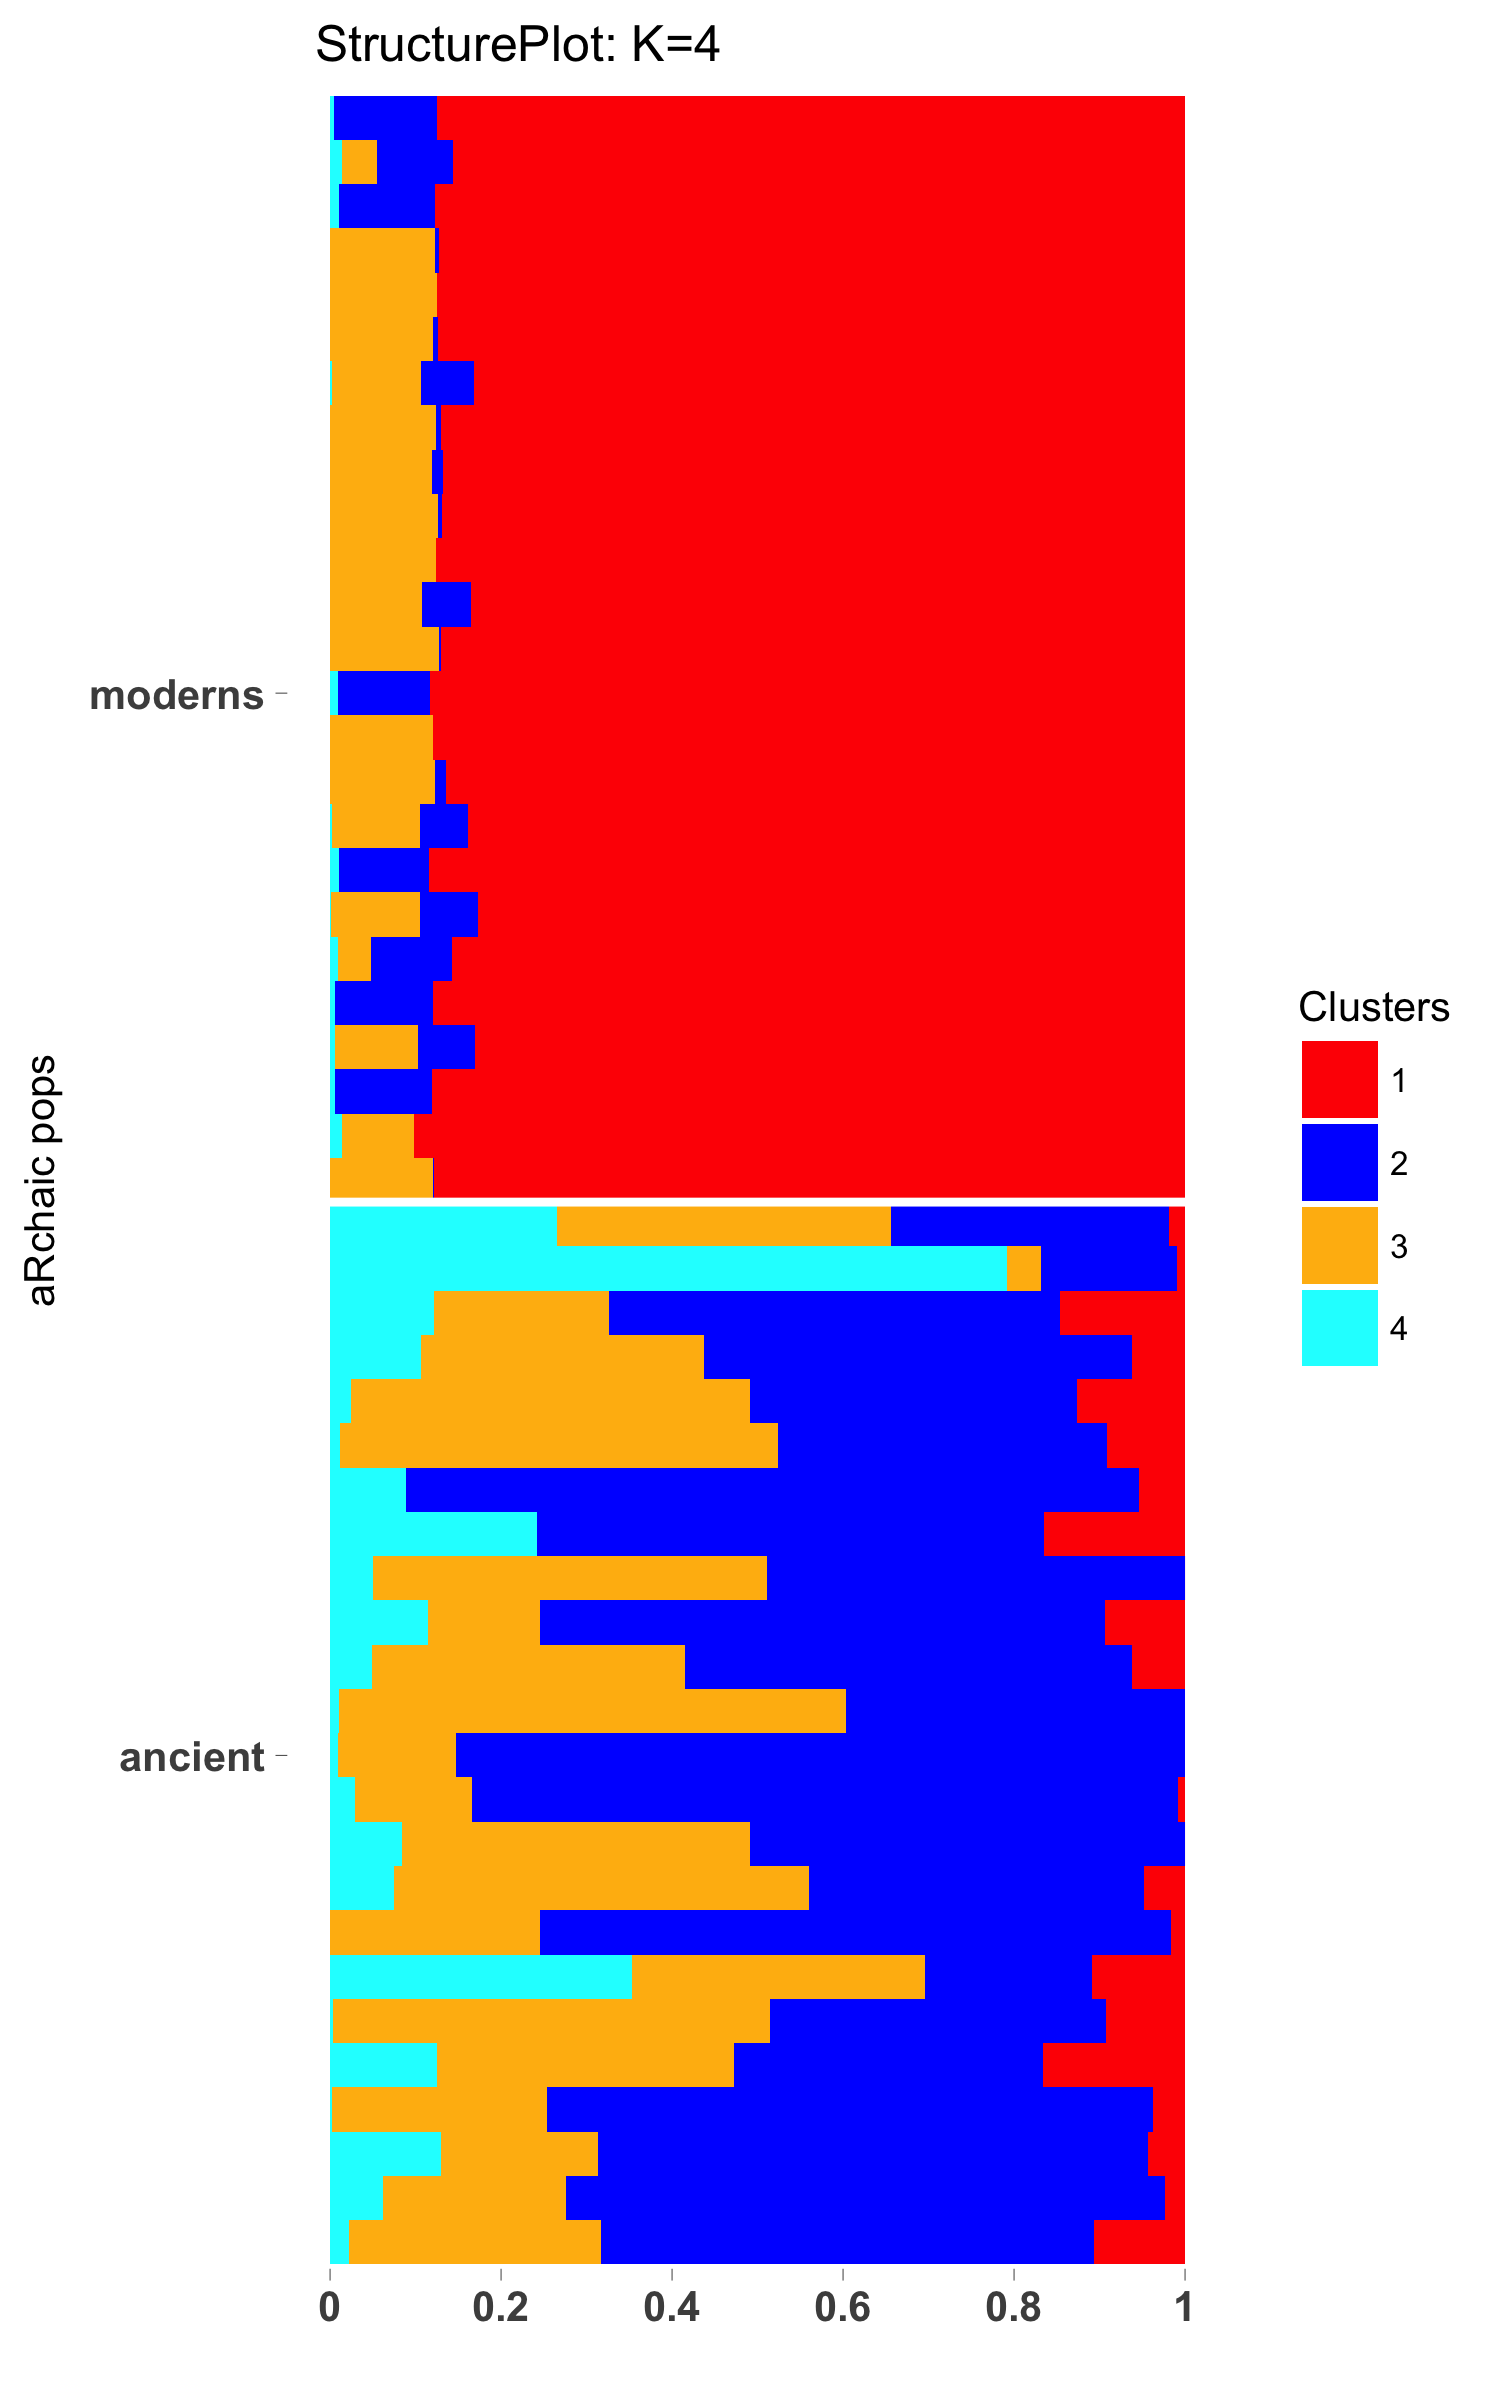 StructurePlot: K=4
moderns
ancient
aRchaic pops
0 0.2 0.4 0.6 0.8 1
Clusters
1
2
3
4